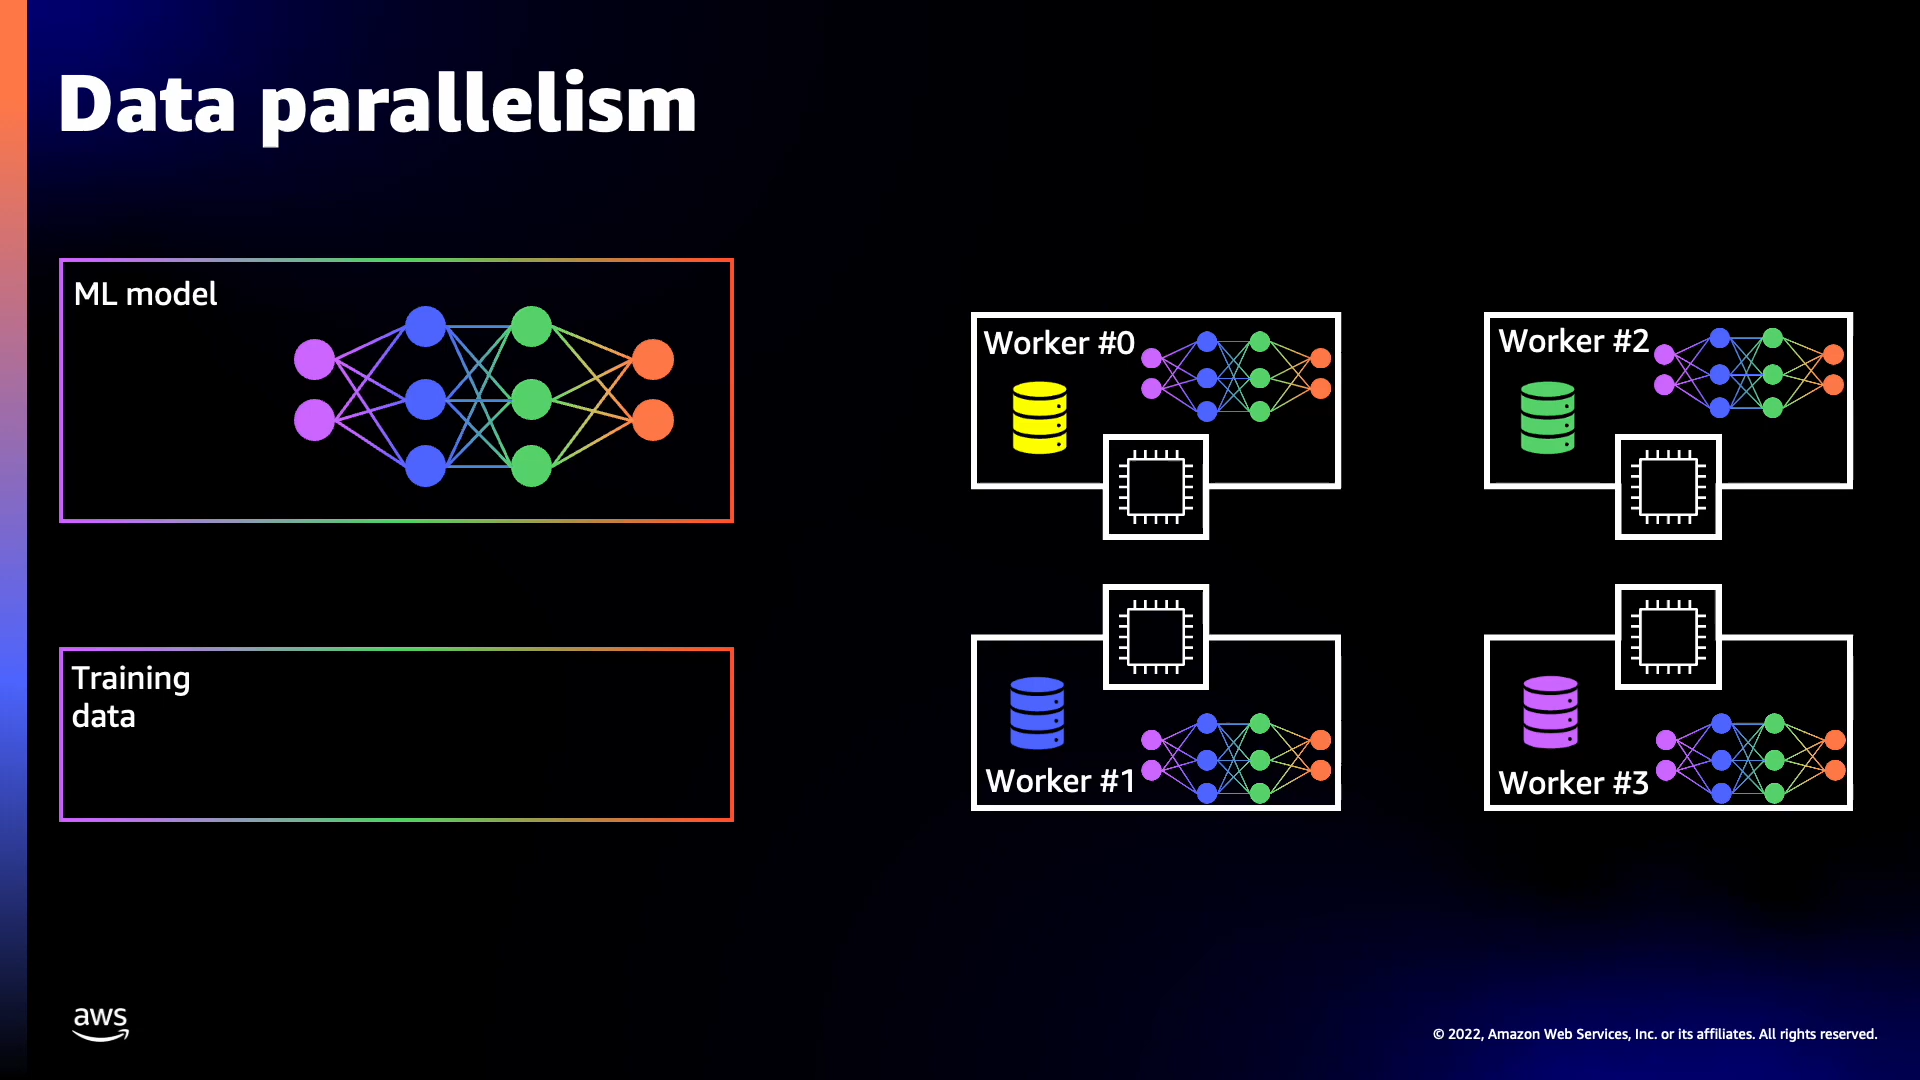 Data parallelism
ML model
Worker #0
Worker #2
Training
data
Worker #1
Worker #3
aws
© 2022, Amazon Web Services, Inc. or its affiliates. All rights reserved.